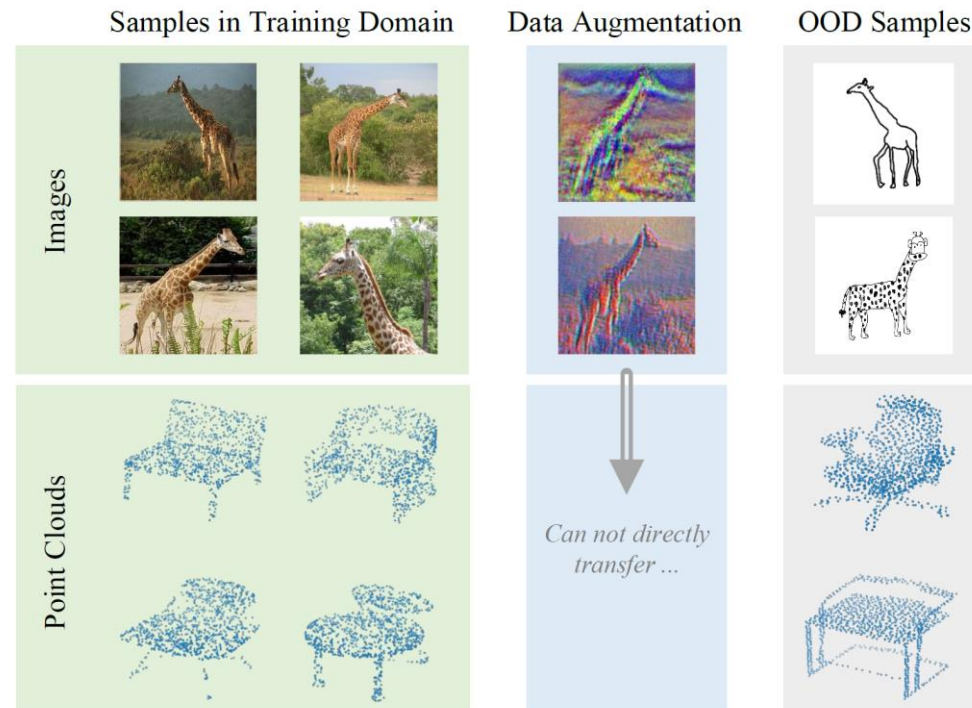 Samples in Training Domain
Data Augmentation
OOD Samples
Images
Point Clouds
Can not directly
transfer ...